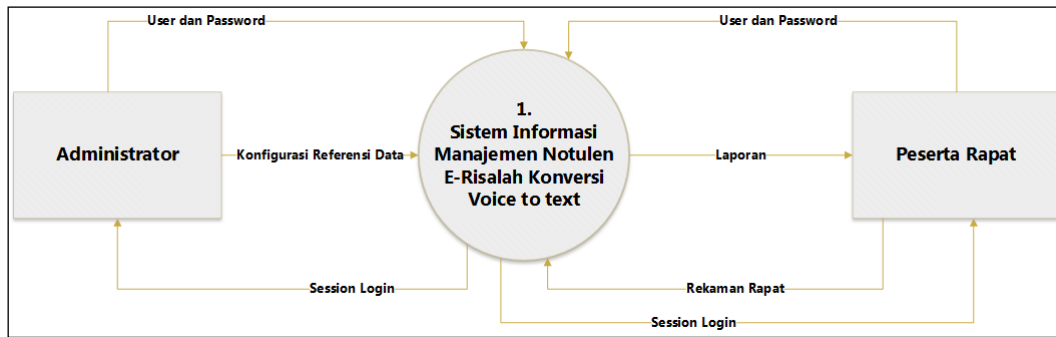 User dan Password
User dan Password
Administrator
Konfigurasi Referensi Data
1.
Sistem Informasi
Manajemen Notulen
E-Risalah Konversi
Voice to text
Laporan
Peserta Rapat
Session Login
Rekaman Rapat
Session Login